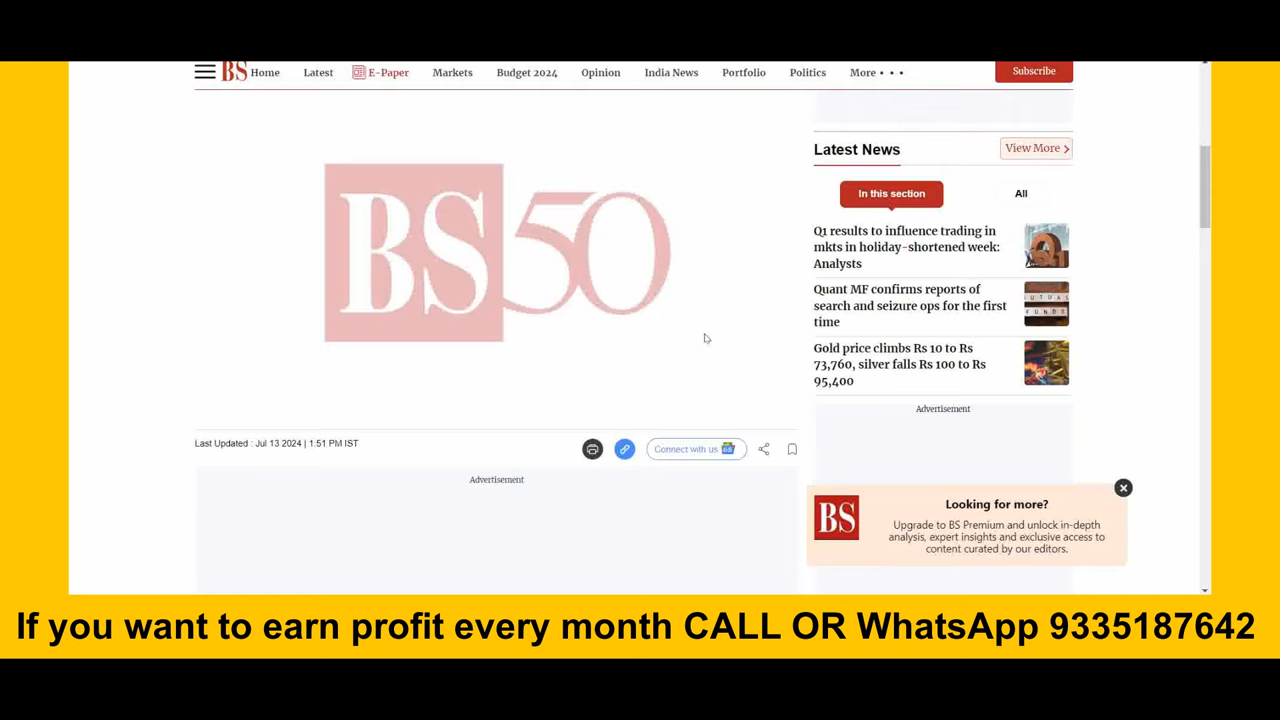 BS Home Latest E-Paper Markets Budget 2024 Opinion India News Portfolio Politics More • • • Subscribe
BS50
Last Updated : Jul 13 2024 | 1:51 PM IST
Connect with us
Advertisement
Latest News
View More
In this section All
Q1 results to influence trading in
mkts in holiday-shortened week:
Analysts
Q1
Quant MF confirms reports of
search and seizure ops for the first
time
MUTUAL
FUNDS
Gold price climbs Rs 10 to Rs
73,760, silver falls Rs 100 to Rs
95,400
Advertisement
BS
Looking for more?
Upgrade to BS Premium and unlock in-depth
analysis, expert insights and exclusive access to
content curated by our editors.
If you want to earn profit every month CALL OR WhatsApp 9335187642